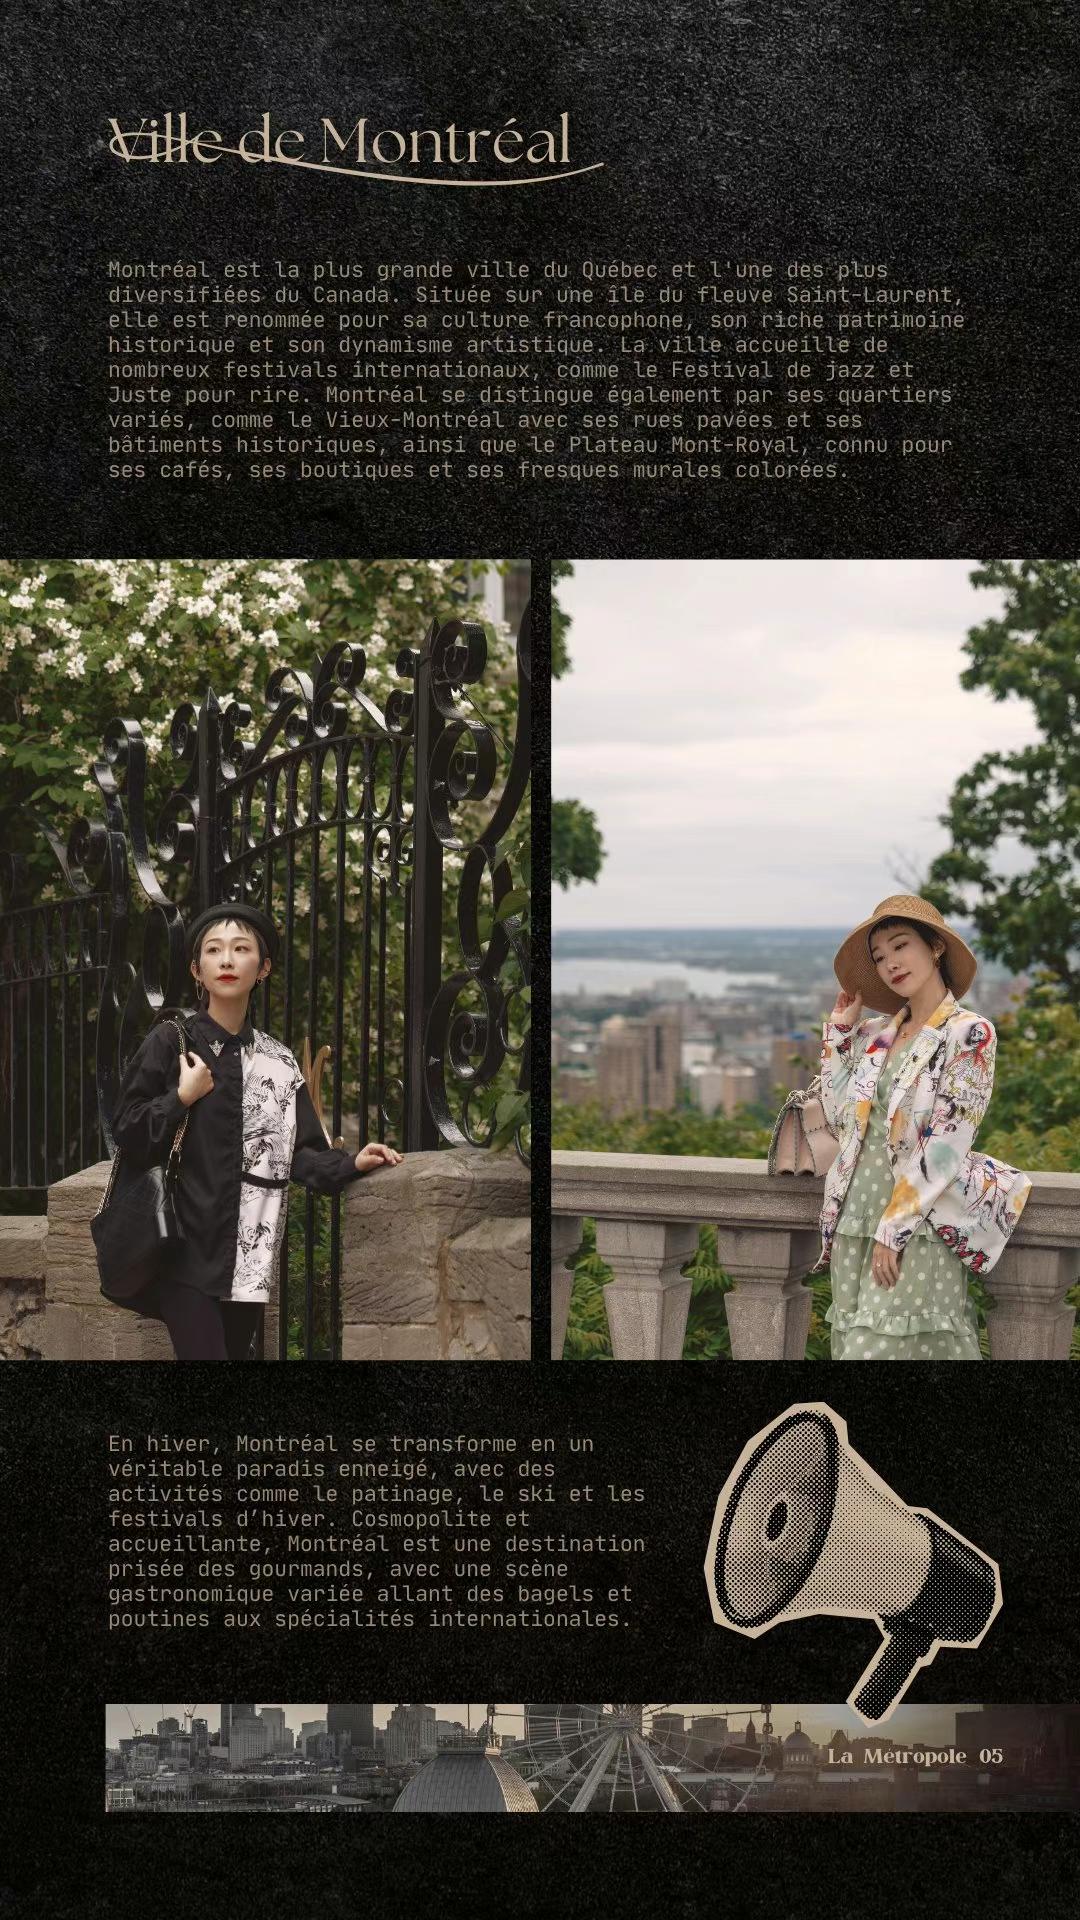 Ville de Montréal
Montréal est la plus grande ville du Québec et l'une des plus
diversifiées du Canada. Située sur une île du fleuve Saint-Laurent,
elle est renommée pour sa culture francophone, son riche patrimoine
historique et son dynamisme artistique. La ville accueille de
nombreux festivals internationaux, comme le Festival de jazz et
Juste pour rire. Montréal se distingue également par ses quartiers
variés, comme le Vieux-Montréal avec ses rues pavées et ses
bâtiments historiques, ainsi que le Plateau Mont-Royal, connu pour
ses cafés, ses boutiques et ses fresques murales colorées.
En hiver, Montréal se transforme en un
véritable paradis enneigé, avec des
activités comme le patinage, le ski et les
festivals d’hiver. Cosmopolite et
accueillante, Montréal est une destination
prisée des gourmands, avec une scène
gastronomique variée allant des bagels et
poutines aux spécialités internationales.
La Métropole 05